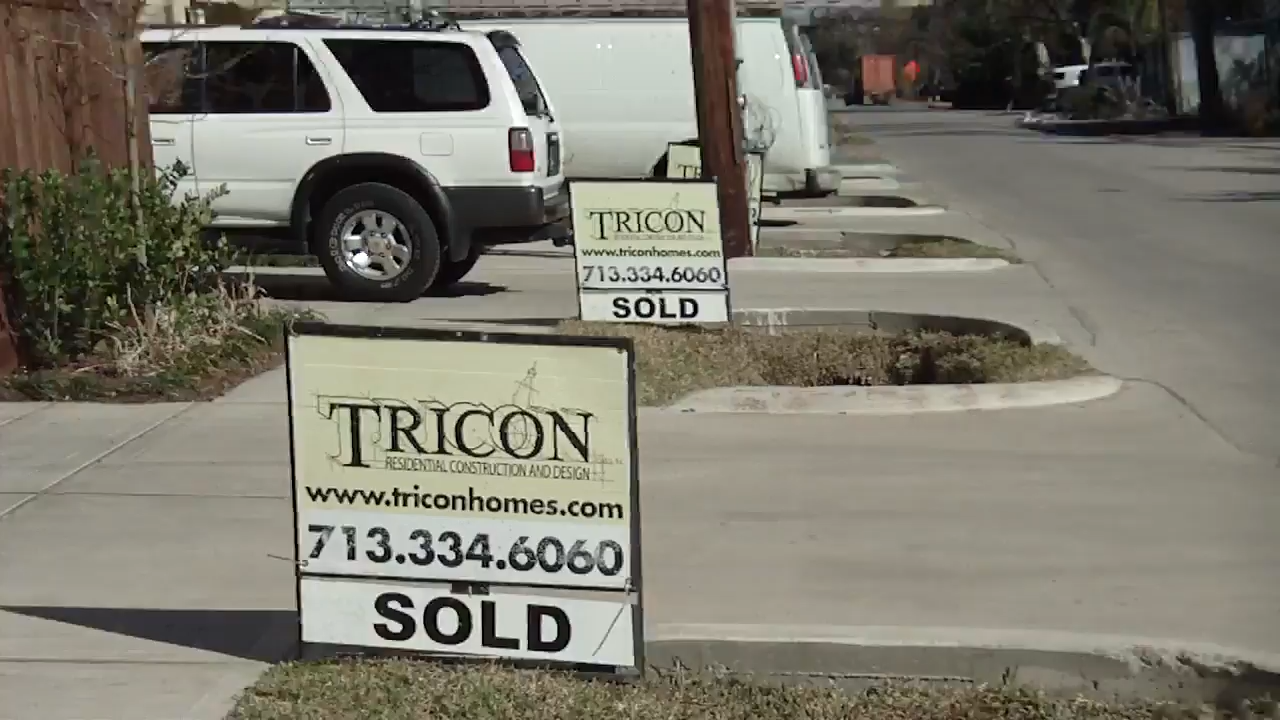 TRICON
RESIDENTIAL CONSTRUCTION AND DESIGN
www.triconhomes.com
713.334.6060
SOLD
TRICON
www.triconhomes.com
713.334.6060
SOLD